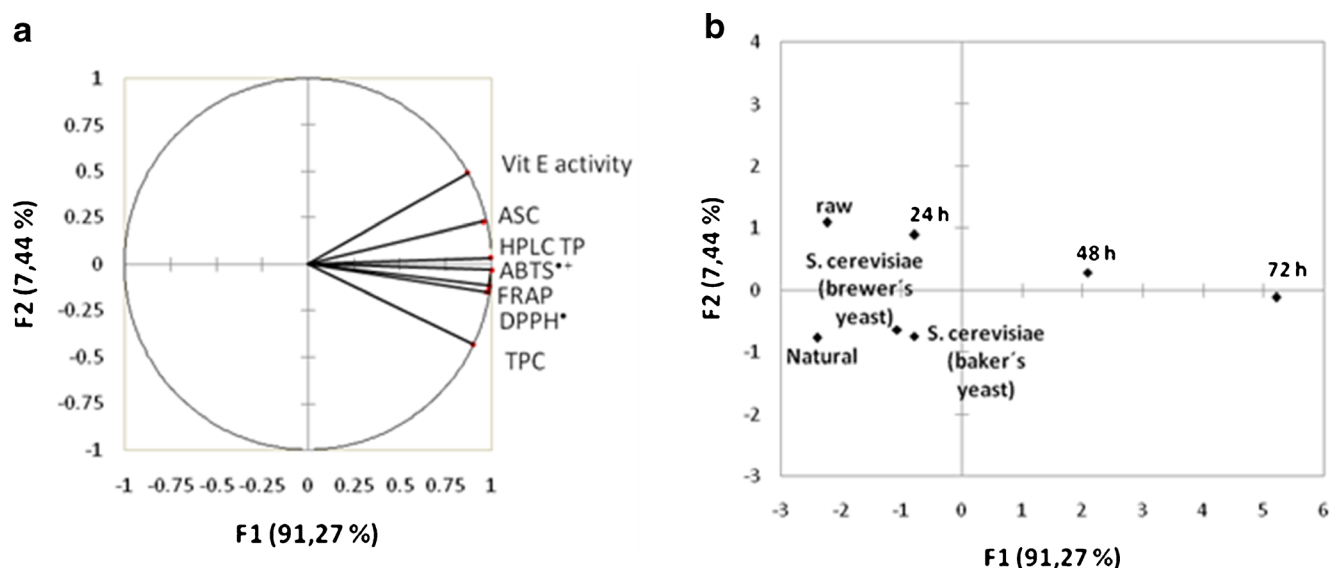 a
1
0.75
0.5
0.25
0
-0.25
-0.5
-0.75
-1
F2 (7,44 %)
Vit E activity
ASC
HPLC TP
ABTS•+
FRAP
DPPH•
TPC
-1 -0.75 -0.5 -0.25 0 0.25 0.5 0.75 1
F1 (91,27 %)
b
4
3
2
1
0
-1
-2
-3
F2 (7,44 %)
raw
24 h
48 h
72 h
S. cerevisiae
(brewer´s
yeast)
Natural
S. cerevisiae
(baker´s
yeast)
-3 -2 -1 0 1 2 3 4 5 6
F1 (91,27 %)